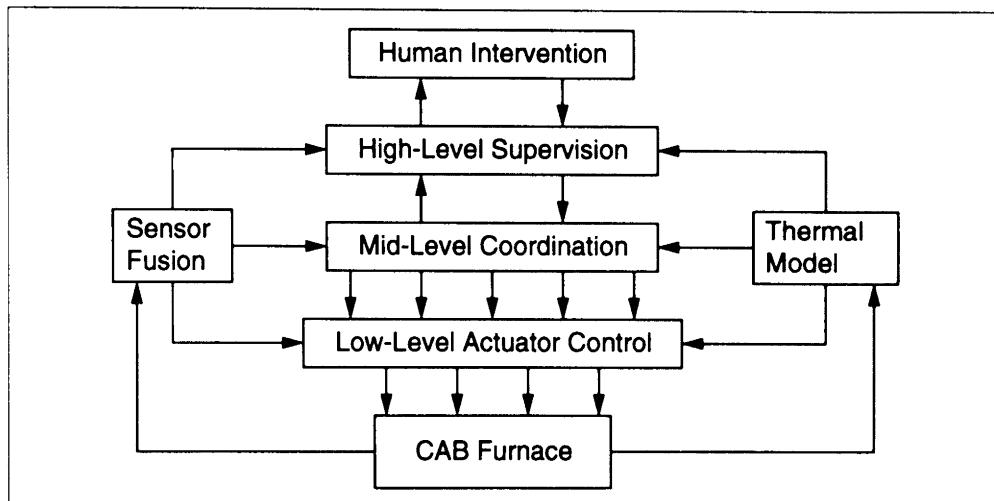 Human Intervention
High-Level Supervision
Sensor
Fusion
Mid-Level Coordination
Thermal
Model
Low-Level Actuator Control
CAB Furnace